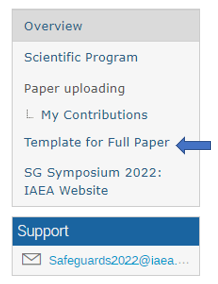 Overview
Scientific Program
Paper uploading
My Contributions
Template for Full Paper
SG Symposium 2022:
IAEA Website
Support
Safeguards2022@iaea....